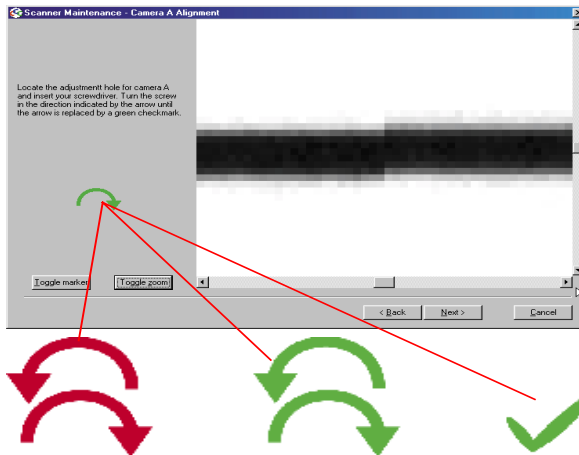 Scanner Maintenance - Camera A Alignment
Locate the adjustmentt hole for camera A
and insert your screwdriver. Turn the screw
in the direction indicated by the arrow until
the arrow is replaced by a green checkmark.
Toggle marker Toggle zoom
< Back Next > Cancel